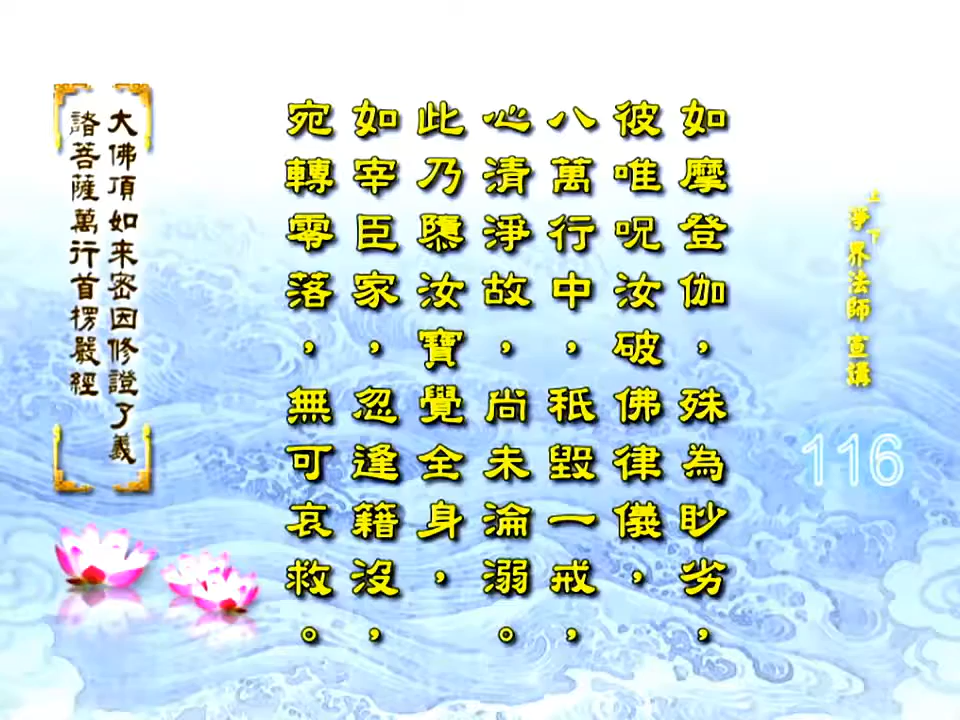 上淨下界法師 宣講
116
如摩登伽，殊為眇劣，
彼唯咒汝破佛律儀，
八萬行中，秖毀一戒，
心清淨故，尚未淪溺。
此乃隳汝寶覺全身，
如宰臣家，忽逢籍沒，
宛轉零落，無可哀救。
大佛頂如來密因修證了義
諸菩薩萬行首楞嚴經